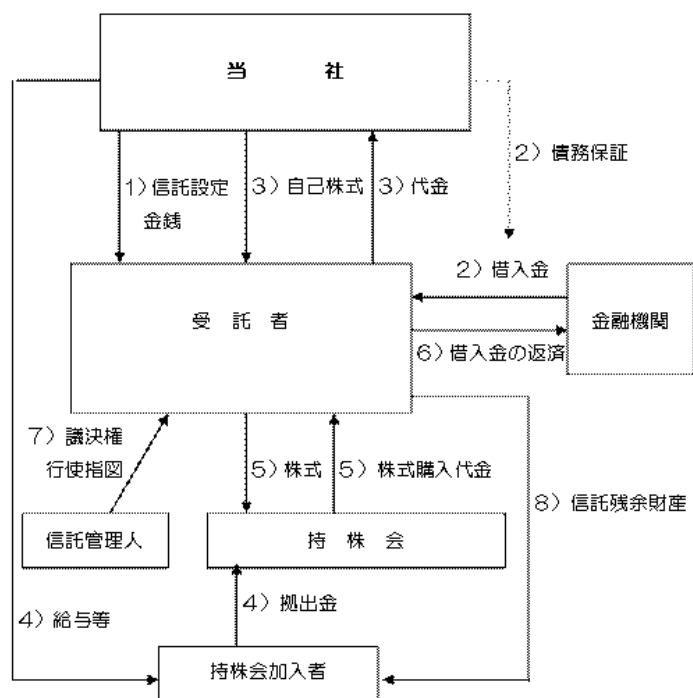 当　　社
2）債務保証
1）信託設定
金銭
3）自己株式
3）代金
2）借入金
受　託　者
金融機関
6）借入金の返済
7）議決権
行使指図
5）株式
5）株式購入代金
8）信託残余財産
信託管理人
持　株　会
4）給与等
4）拠出金
持株会加入者